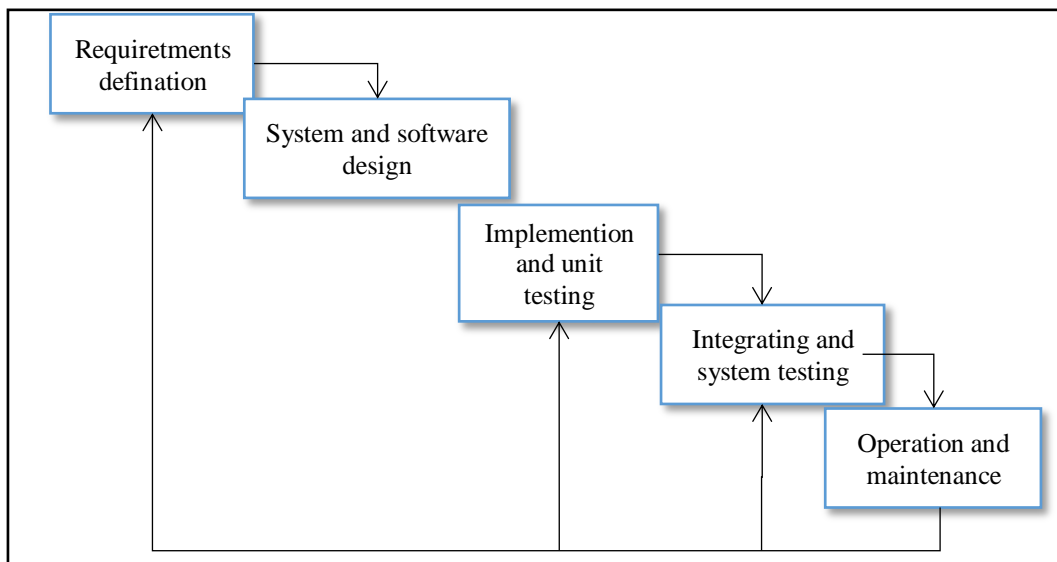 Requiretments
defination
System and software
design
Implemention
and unit
testing
Integrating and
system testing
Operation and
maintenance